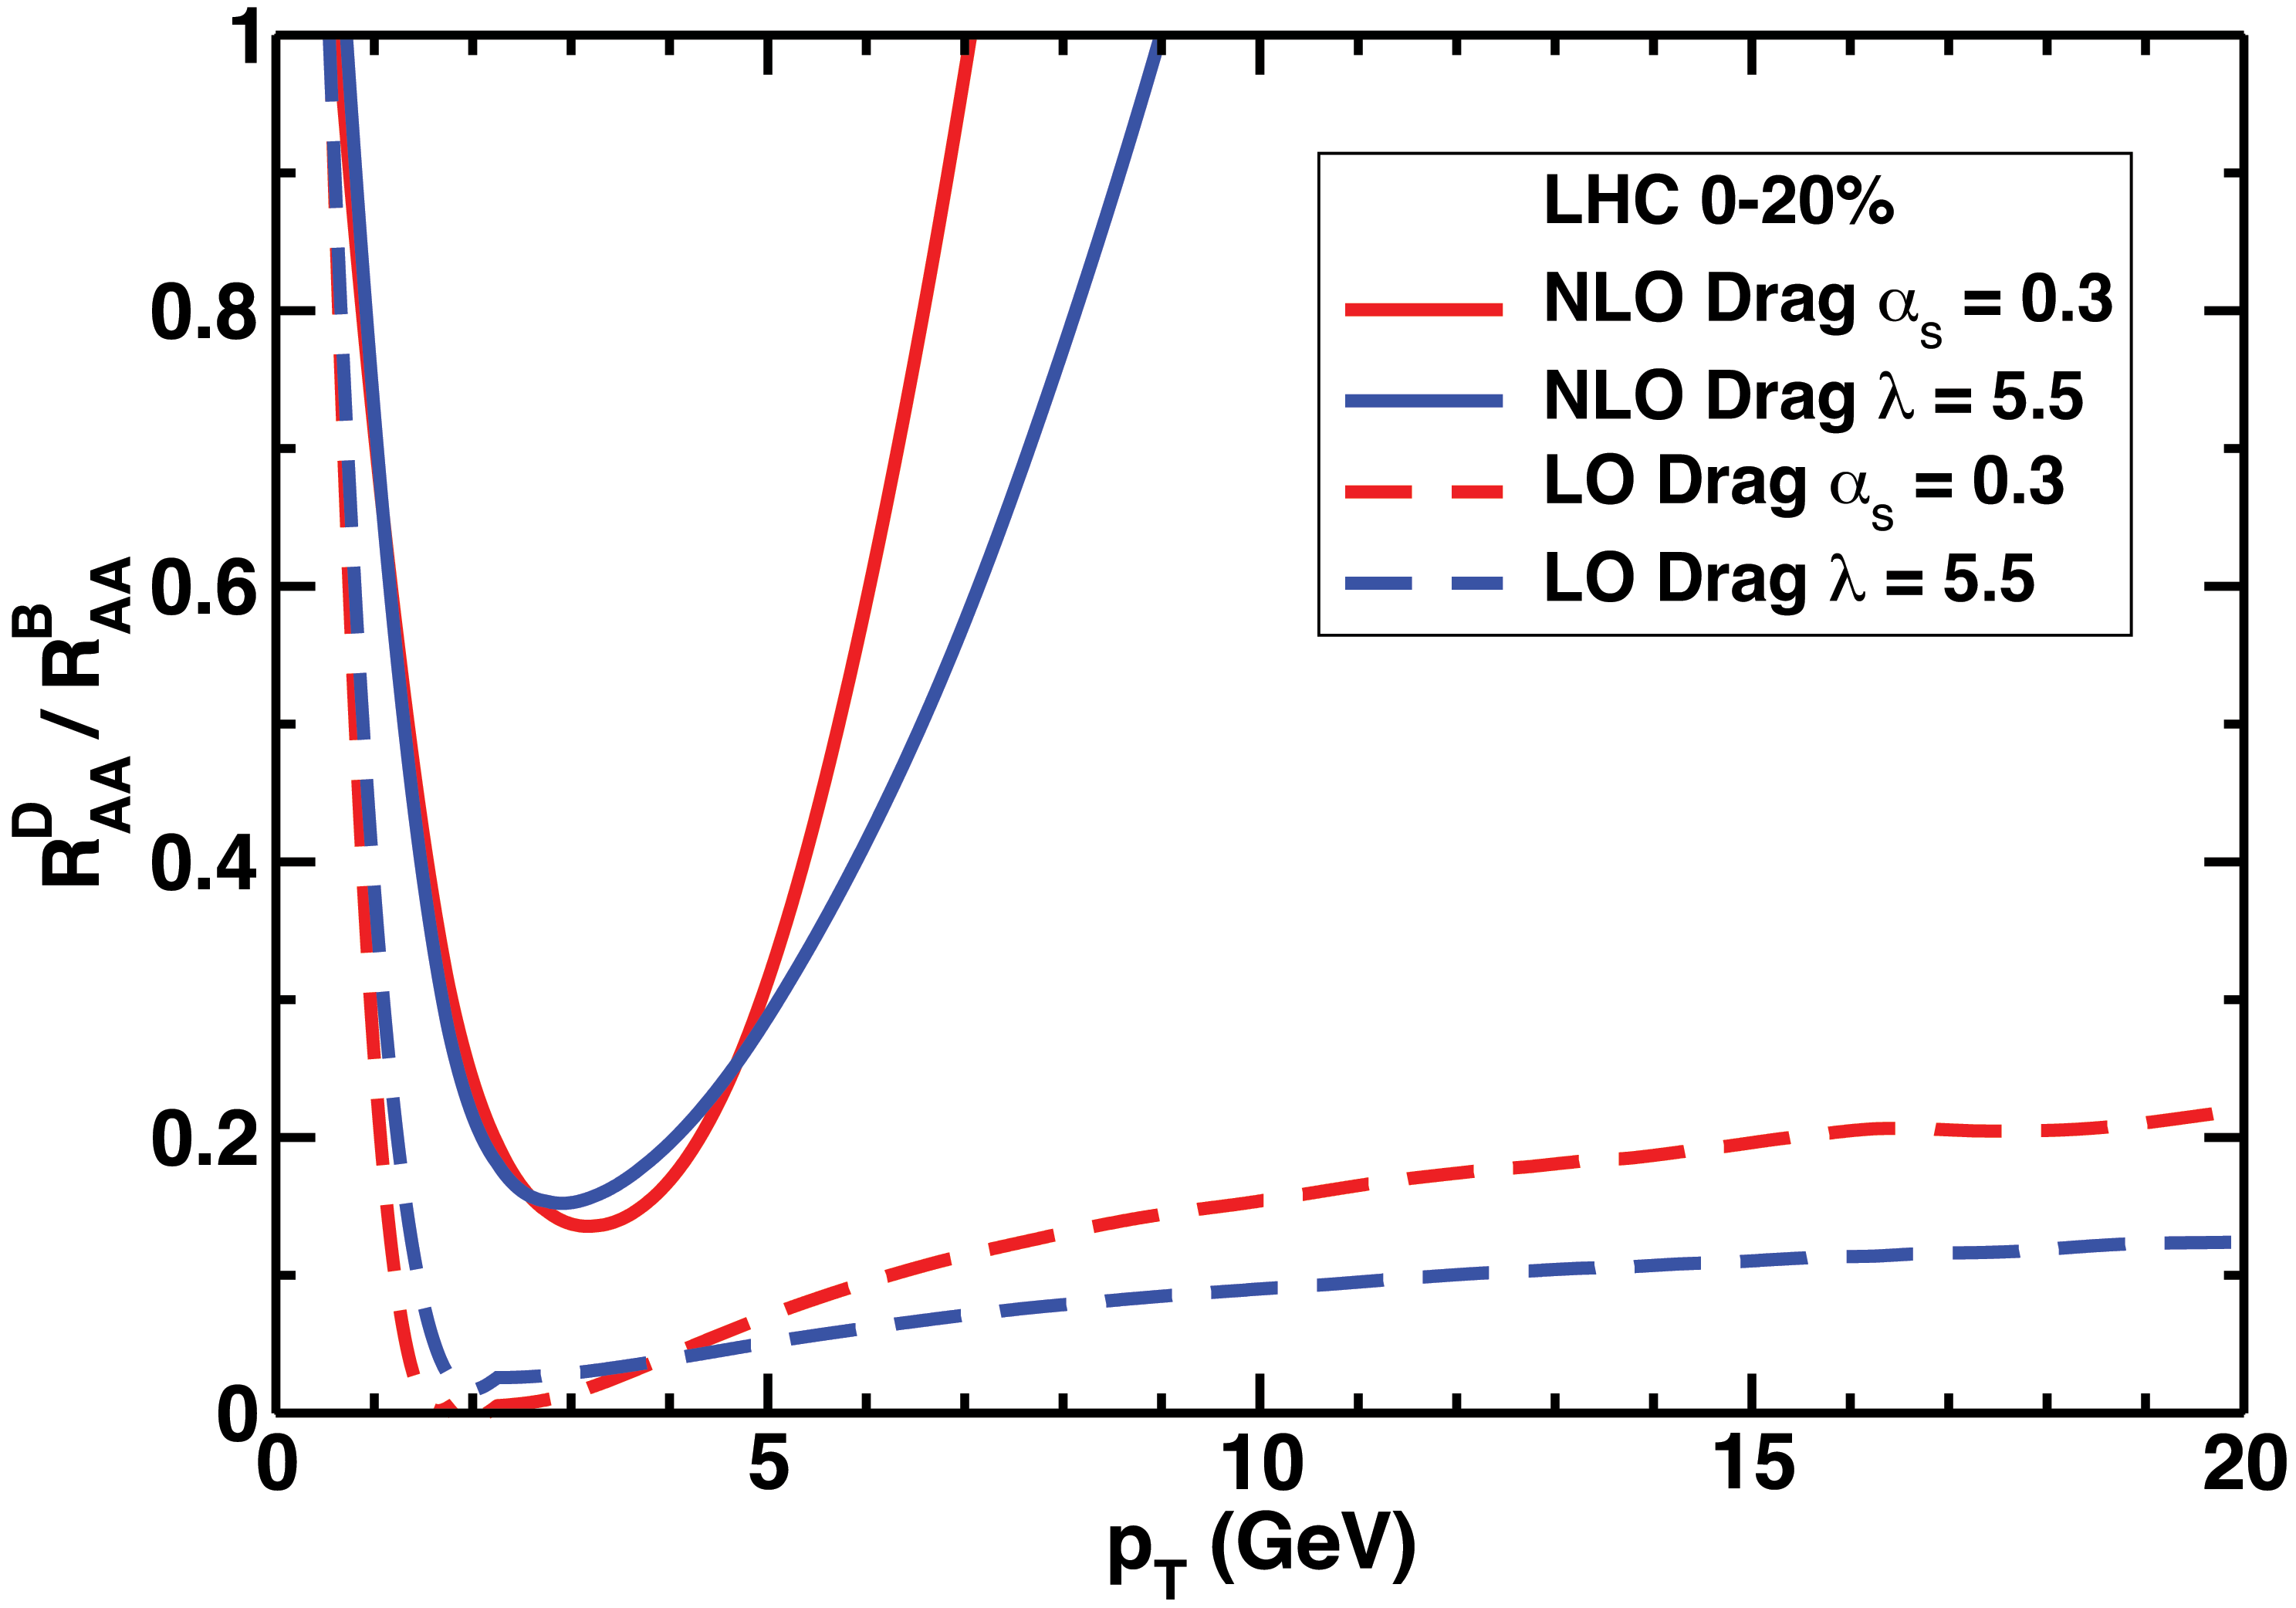 1
0.8
0.6
0.4
0.2
0
R^D_AA / R^B_AA
LHC 0-20%
NLO Drag α_s = 0.3
NLO Drag λ = 5.5
LO Drag α_s = 0.3
LO Drag λ = 5.5
0 5 10 15 20
p_T (GeV)